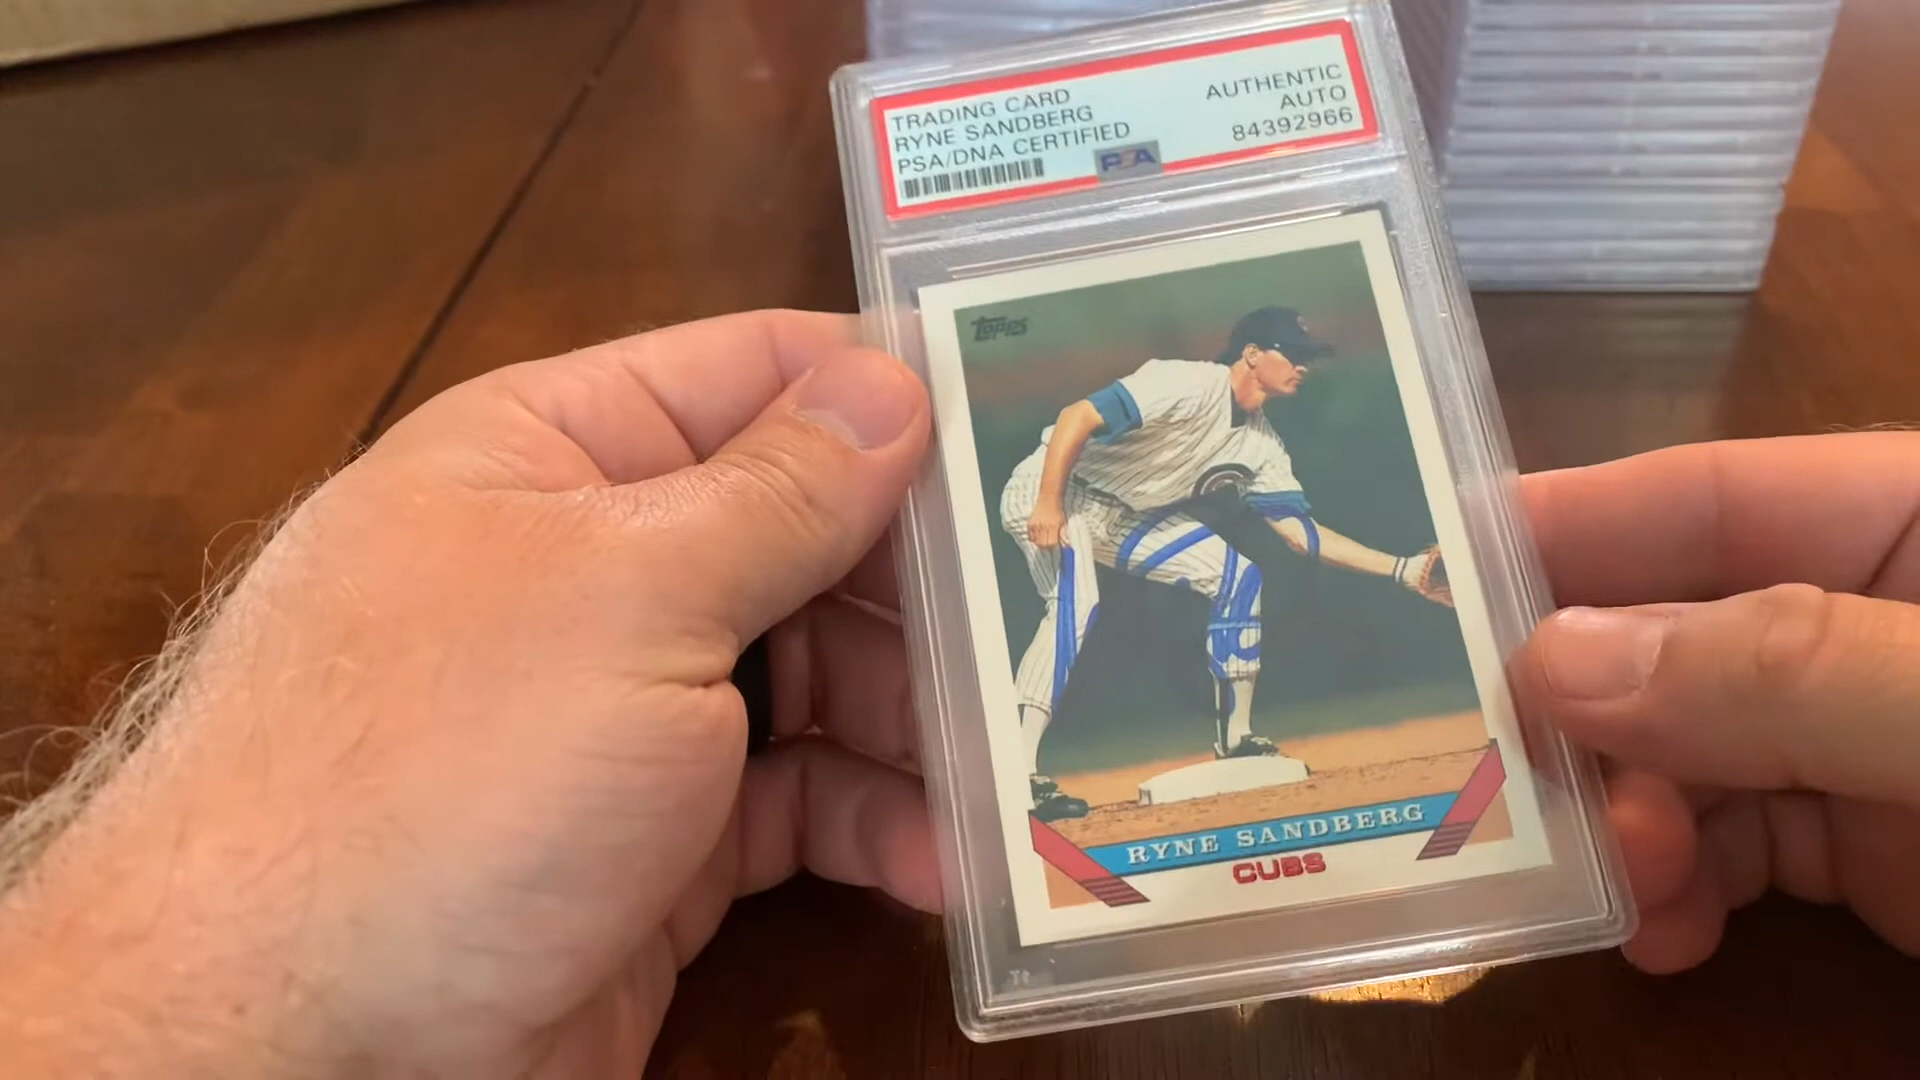 TRADING CARD
RYNE SANDBERG
PSA/DNA CERTIFIED
AUTHENTIC
AUTO
84392966
PSA
Topps
RYNE SANDBERG
CUBS